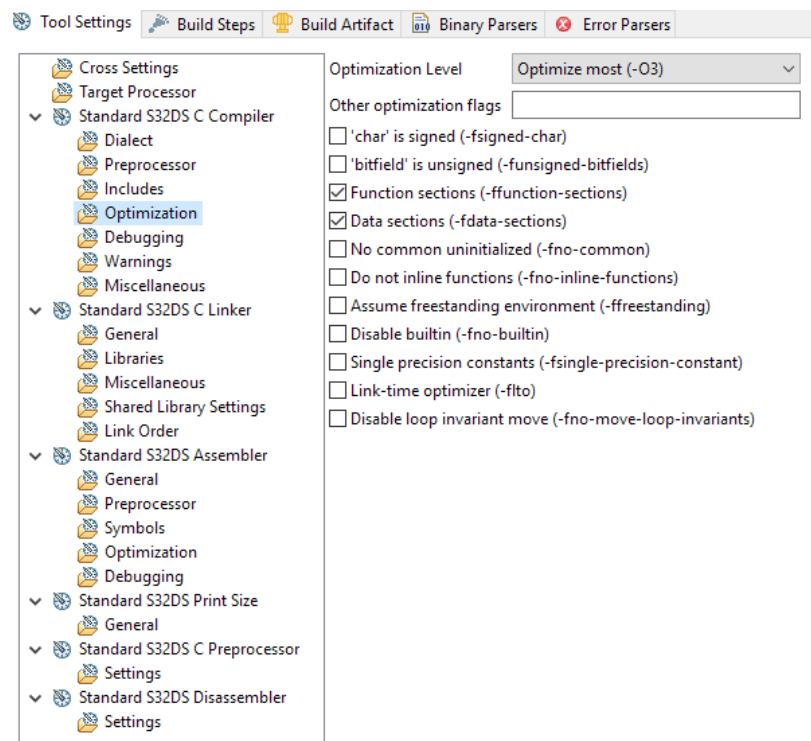 Tool Settings Build Steps Build Artifact Binary Parsers Error Parsers
Cross Settings
Target Processor
Standard S32DS C Compiler
Dialect
Preprocessor
Includes
Optimization
Debugging
Warnings
Miscellaneous
Standard S32DS C Linker
General
Libraries
Miscellaneous
Shared Library Settings
Link Order
Standard S32DS Assembler
General
Preprocessor
Symbols
Optimization
Debugging
Standard S32DS Print Size
General
Standard S32DS C Preprocessor
Settings
Standard S32DS Disassembler
Settings
Optimization Level Optimize most (-O3)
Other optimization flags
'char' is signed (-fsigned-char)
'bitfield' is unsigned (-funsigned-bitfields)
Function sections (-ffunction-sections)
Data sections (-fdata-sections)
No common uninitialized (-fno-common)
Do not inline functions (-fno-inline-functions)
Assume freestanding environment (-ffreestanding)
Disable builtin (-fno-builtin)
Single precision constants (-fsingle-precision-constant)
Link-time optimizer (-flto)
Disable loop invariant move (-fno-move-loop-invariants)